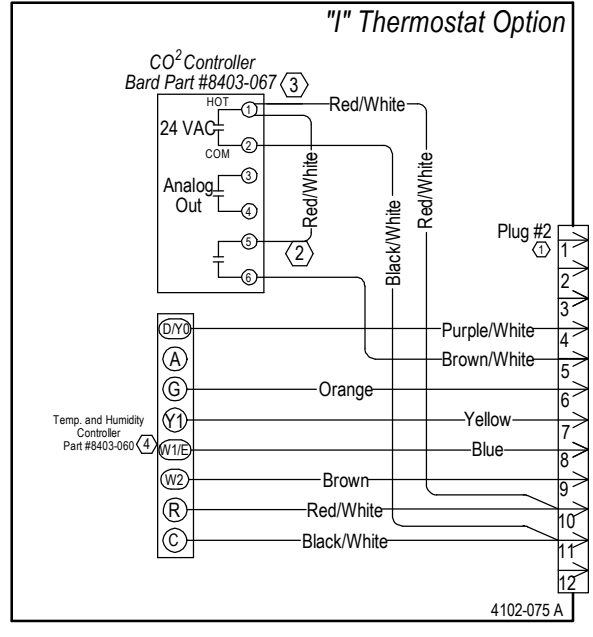 "I" Thermostat Option
CO2 Controller
Bard Part #8403-067 3
HOT
1
Red/White
24 VAC
2
COM
3
Analog
Out
4
5
6
Red/White
2
Black/White
Red/White
Plug #2
1
1
2
3
4
5
6
7
8
9
10
11
12
D/Y0
Purple/White
A
Brown/White
G
Orange
Temp. and Humidity
Controller
Part #8403-060 4
Y1
Yellow
W1/E
Blue
W2
Brown
R
Red/White
C
Black/White
4102-075 A